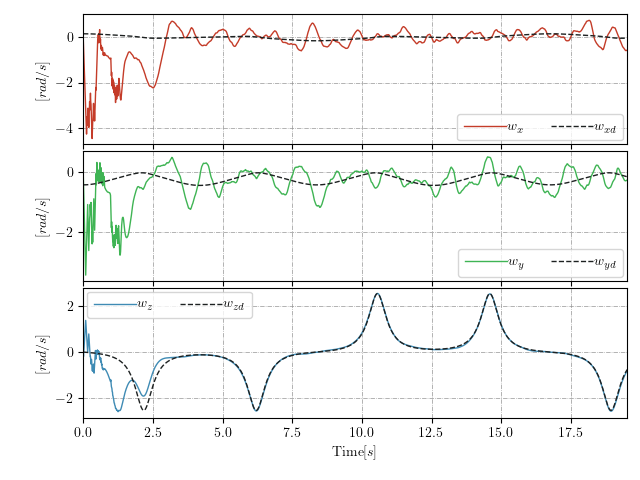 0
−2
−4
[rad/s]
w_x w_xd
0
−2
[rad/s]
w_y w_yd
2
0
−2
[rad/s]
w_z w_zd
0.0 2.5 5.0 7.5 10.0 12.5 15.0 17.5
Time[s]